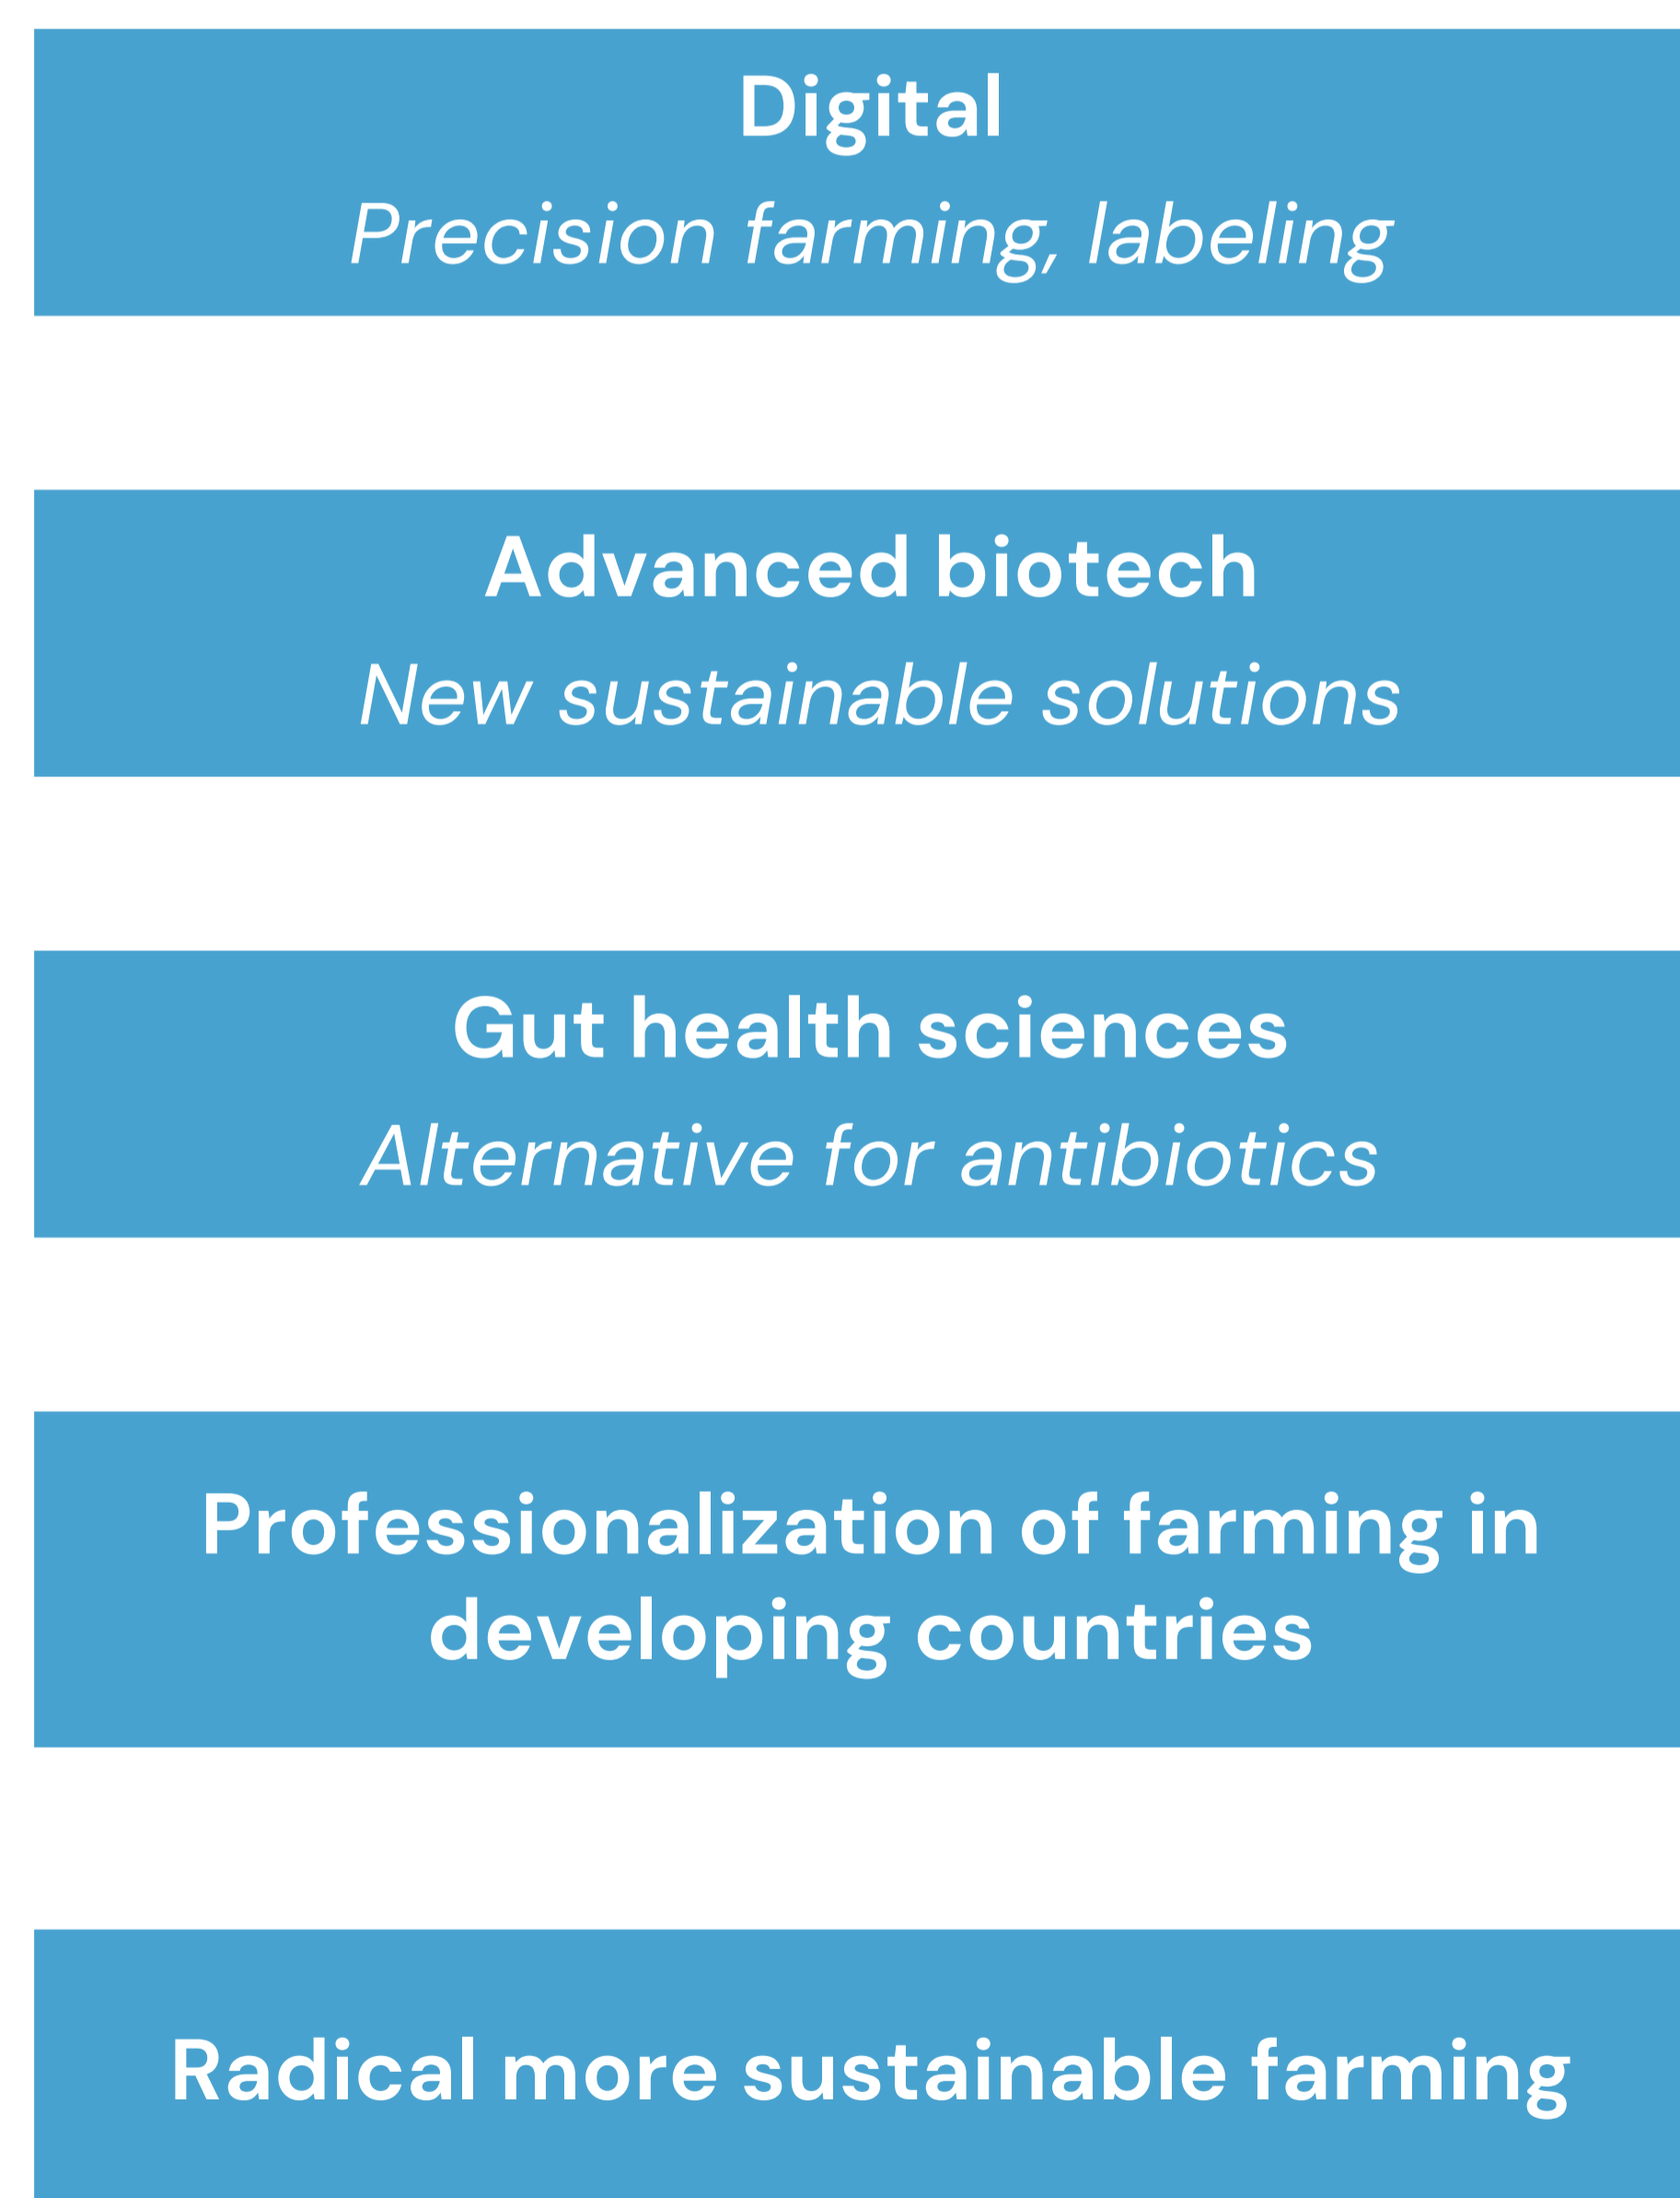 Digital
Precision farming, labeling
Advanced biotech
New sustainable solutions
Gut health sciences
Alternative for antibiotics
Professionalization of farming in
developing countries
Radical more sustainable farming